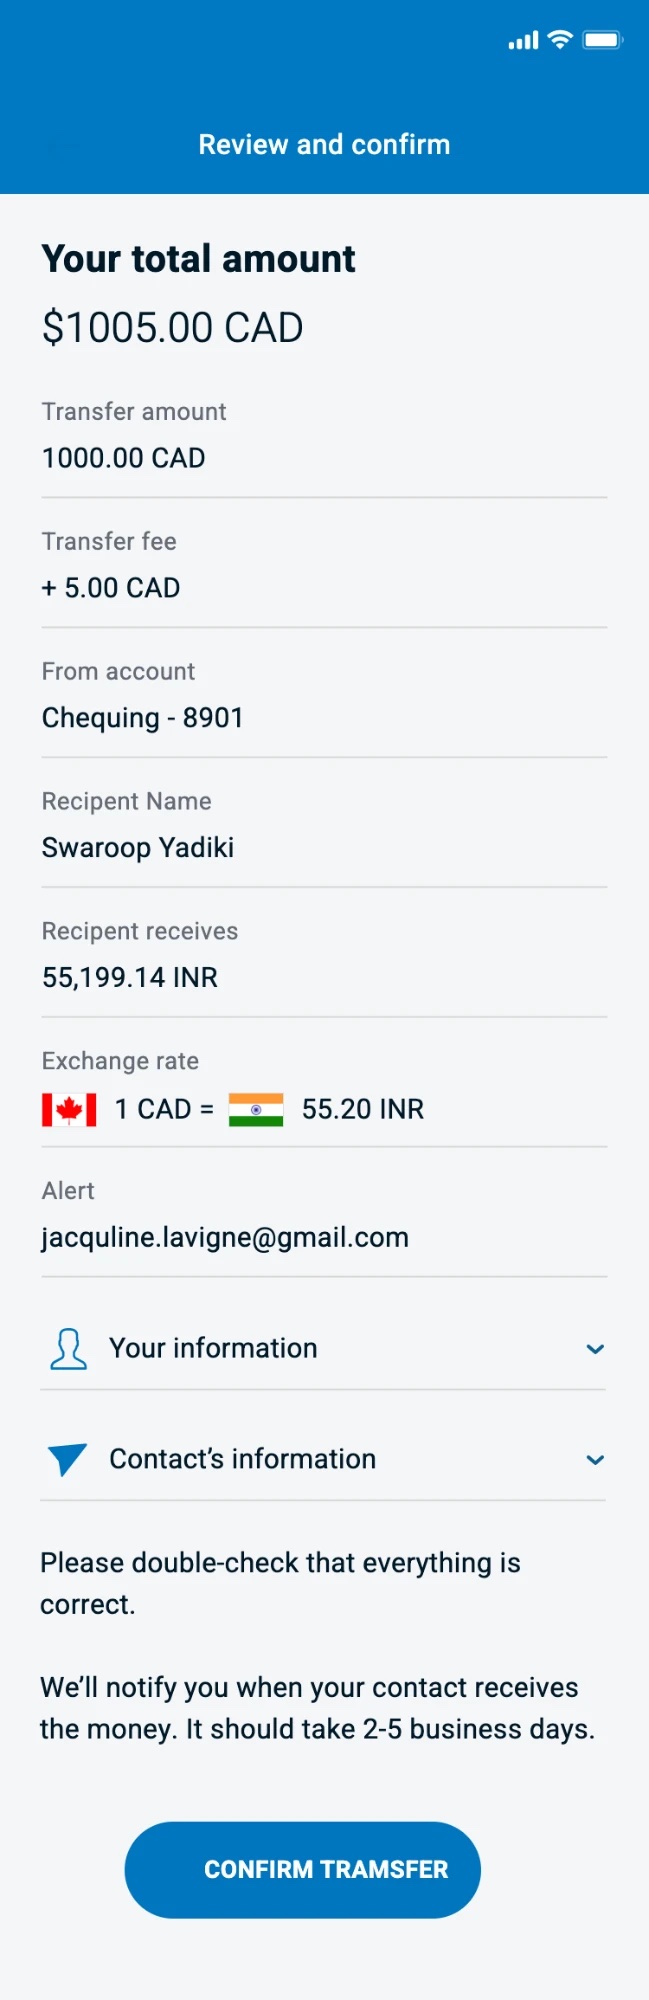 Review and confirm
Your total amount
$1005.00 CAD
Transfer amount
1000.00 CAD
Transfer fee
+ 5.00 CAD
From account
Chequing - 8901
Recipent Name
Swaroop Yadiki
Recipent receives
55,199.14 INR
Exchange rate
1 CAD = 55.20 INR
Alert
jacquline.lavigne@gmail.com
Your information
Contact’s information
Please double-check that everything is
correct.
We’ll notify you when your contact receives
the money. It should take 2-5 business days.
CONFIRM TRAMSFER